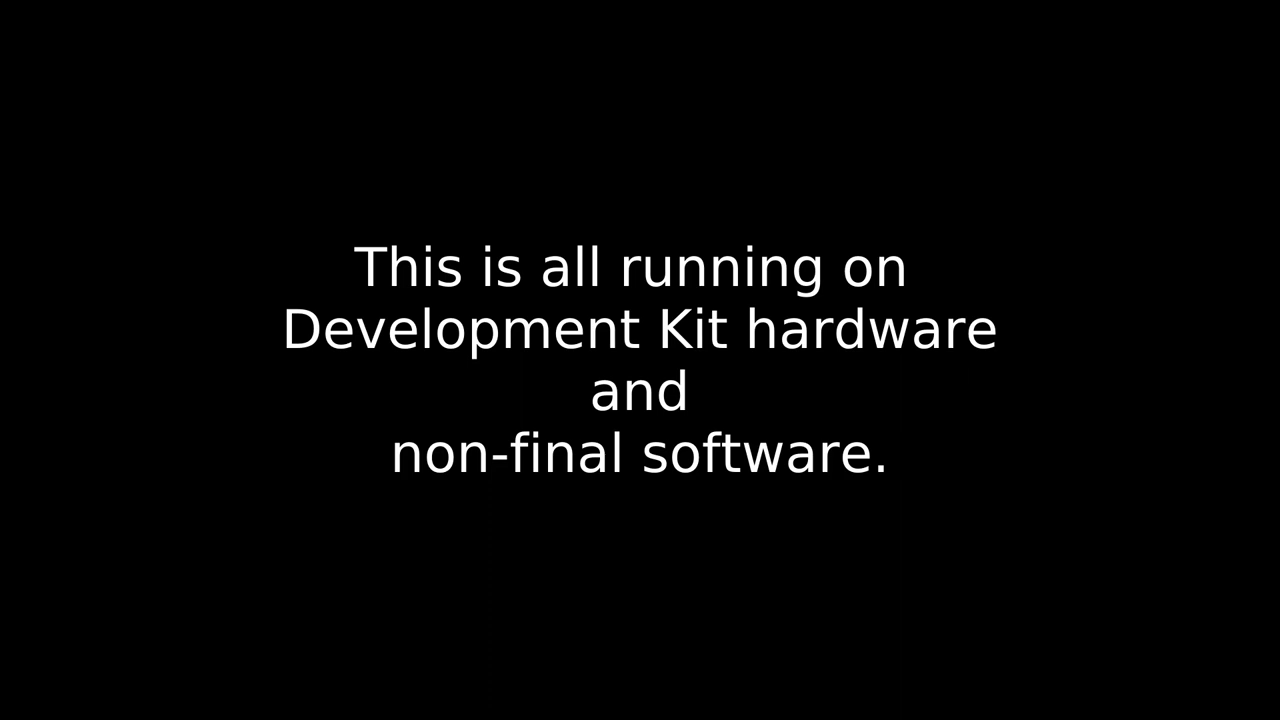 This is all running on
Development Kit hardware
and
non-final software.